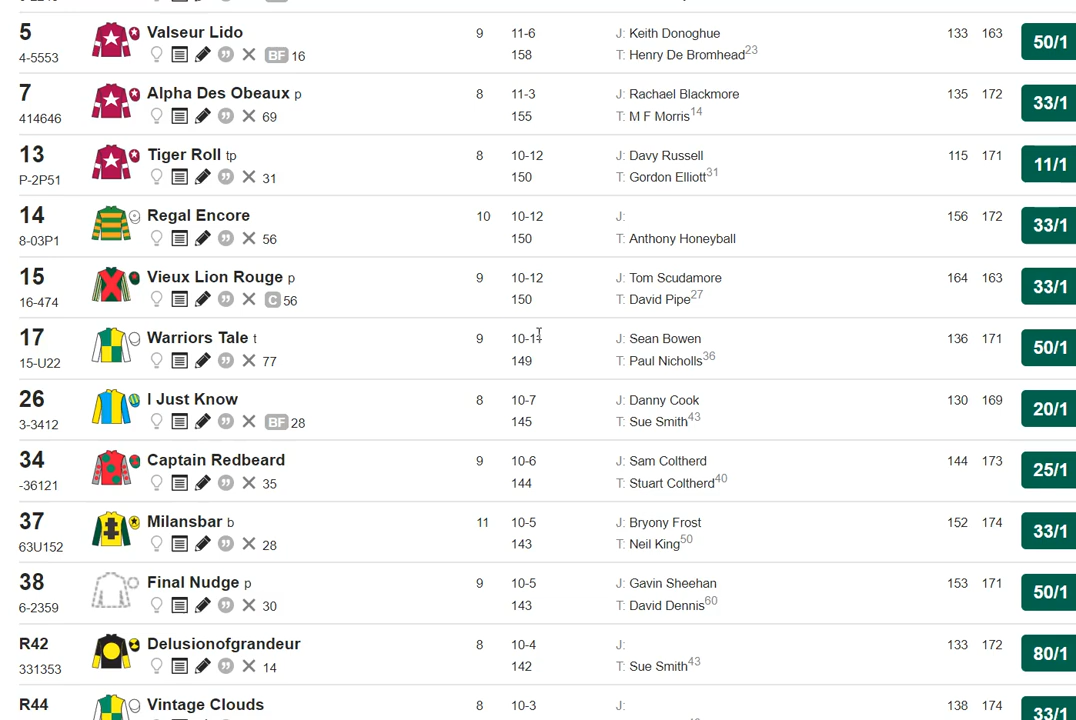 5 Valseur Lido 9 11-6 J: Keith Donoghue 133 163 50/1
4-5553 BF 16 158 T: Henry De Bromhead23
7 Alpha Des Obeaux p 8 11-3 J: Rachael Blackmore 135 172 33/1
414646 69 155 T: M F Morris14
13 Tiger Roll tp 8 10-12 J: Davy Russell 115 171 11/1
P-2P51 31 150 T: Gordon Elliott31
14 Regal Encore 10 10-12 J: 156 172 33/1
8-03P1 56 150 T: Anthony Honeyball
15 Vieux Lion Rouge p 9 10-12 J: Tom Scudamore 164 163 33/1
16-474 C 56 150 T: David Pipe27
17 Warriors Tale t 9 10-11 J: Sean Bowen 136 171 50/1
15-U22 77 149 T: Paul Nicholls36
26 I Just Know 8 10-7 J: Danny Cook 130 169 20/1
3-3412 BF 28 145 T: Sue Smith43
34 Captain Redbeard 9 10-6 J: Sam Coltherd 144 173 25/1
-36121 35 144 T: Stuart Coltherd40
37 Milansbar b 11 10-5 J: Bryony Frost 152 174 33/1
63U152 28 143 T: Neil King50
38 Final Nudge p 9 10-5 J: Gavin Sheehan 153 171 50/1
6-2359 30 143 T: David Dennis60
R42 Delusionofgrandeur 8 10-4 J: 133 172 80/1
331353 14 142 T: Sue Smith43
R44 Vintage Clouds 8 10-3 J: 138 174 33/1